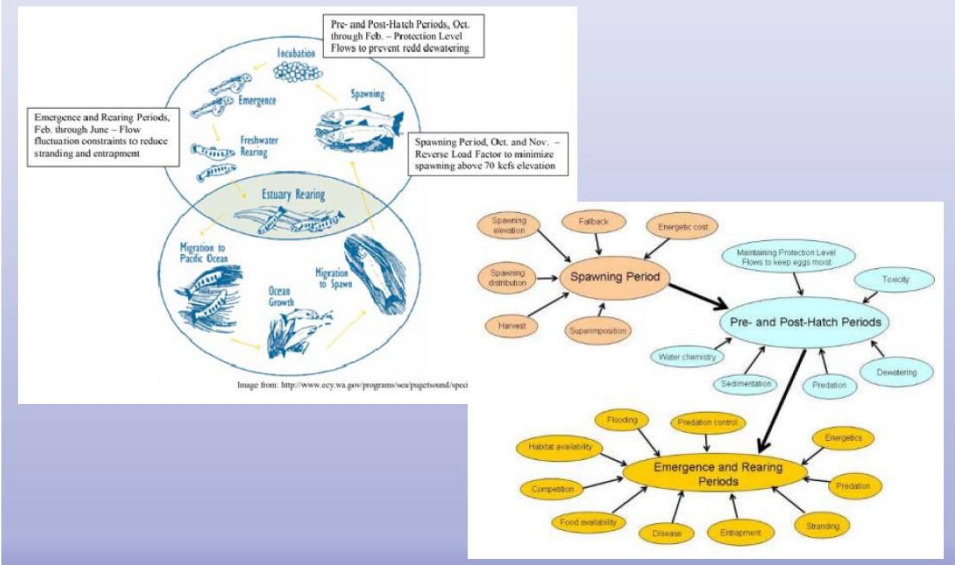 Pre- and Post-Hatch Periods, Oct.
through Feb. – Protection Level
Flows to prevent redd dewatering
Incubation
Emergence
Spawning
Emergence and Rearing Periods,
Feb. through June – Flow
fluctuation constraints to reduce
stranding and entrapment
Freshwater
Rearing
Spawning Period, Oct. and Nov. –
Reverse Load Factor to minimize
spawning above 70 kcfs elevation
Estuary Rearing
Migration to
Pacific Ocean
Migration
to Spawn
Ocean
Growth
Image from: http://www.ecy.wa.gov/programs/sea/pugetsound/speci
Spawning
elevation
Fallback
Energetic cost
Spawning
distribution
Spawning Period
Harvest
Superimposition
Maintaining Protection Level
Flows to keep eggs moist
Toxicity
Pre- and Post-Hatch Periods
Water chemistry
Sedimentation
Predation
Dewatering
Flooding
Predation control
Habitat availability
Energetics
Emergence and Rearing
Periods
Competition
Predation
Food availability
Disease
Entrapment
Stranding